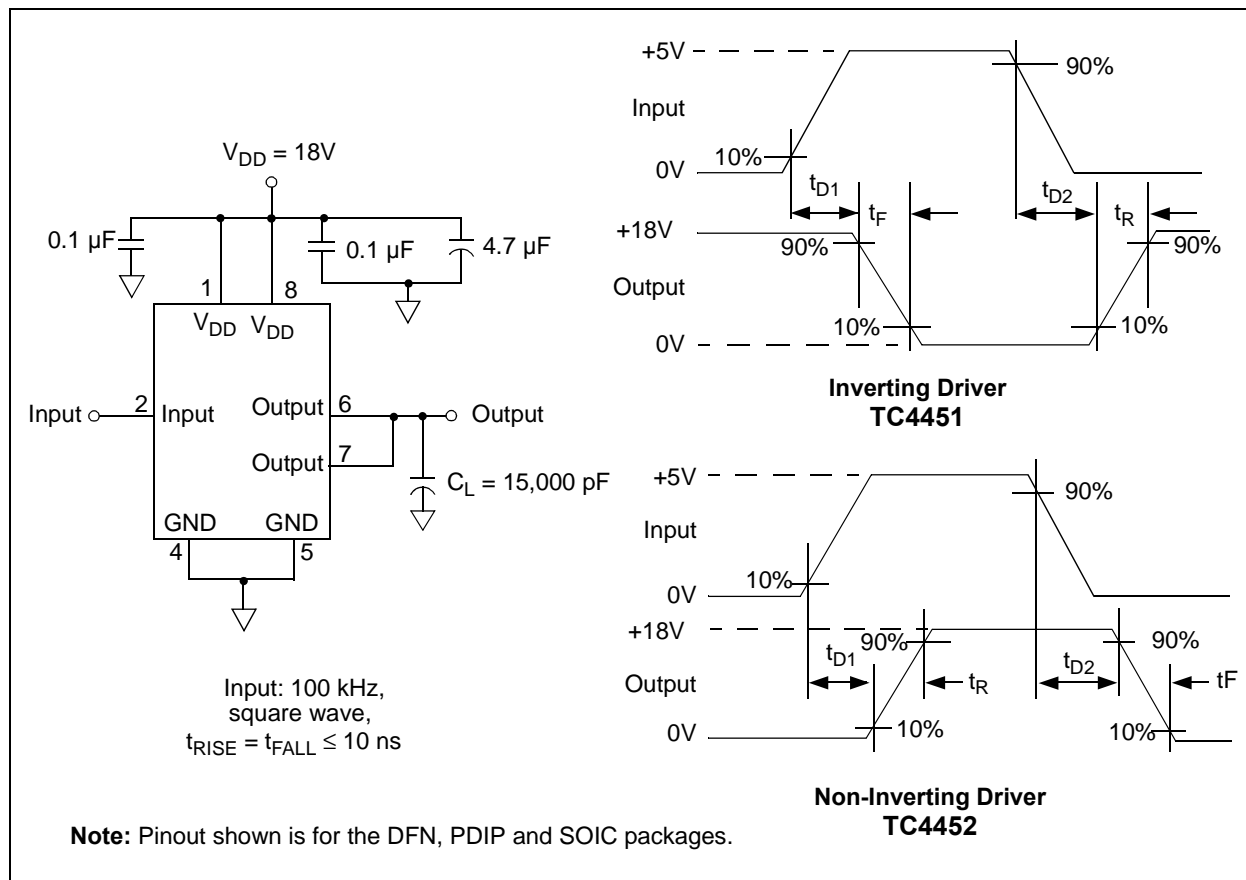 V_DD = 18V
0.1 µF
0.1 µF
4.7 µF
1
8
V_DD
V_DD
Input
2
Input
Output
6
Output
Output
7
C_L = 15,000 pF
GND
GND
4
5
Input: 100 kHz,
square wave,
t_RISE = t_FALL ≤ 10 ns
+5V
90%
Input
10%
0V
t_D1
t_D2
t_F
t_R
+18V
90%
90%
Output
10%
10%
0V
Inverting Driver
TC4451
+5V
90%
Input
10%
0V
+18V
90%
90%
t_D1
t_D2
Output
t_R
tF
0V
10%
10%
Non-Inverting Driver
TC4452
Note: Pinout shown is for the DFN, PDIP and SOIC packages.